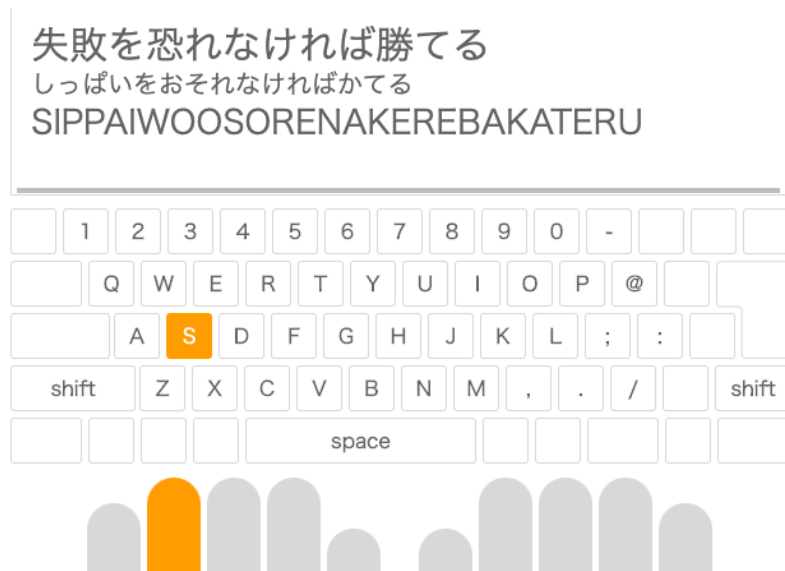 失敗を恐れなければ勝てる
しっぱいをおそれなければかてる
SIPPAIWOOSORENAKEREBAKATERU
1 2 3 4 5 6 7 8 9 0 -
Q W E R T Y U I O P @
A S D F G H J K L ; :
shift Z X C V B N M , . / shift
space